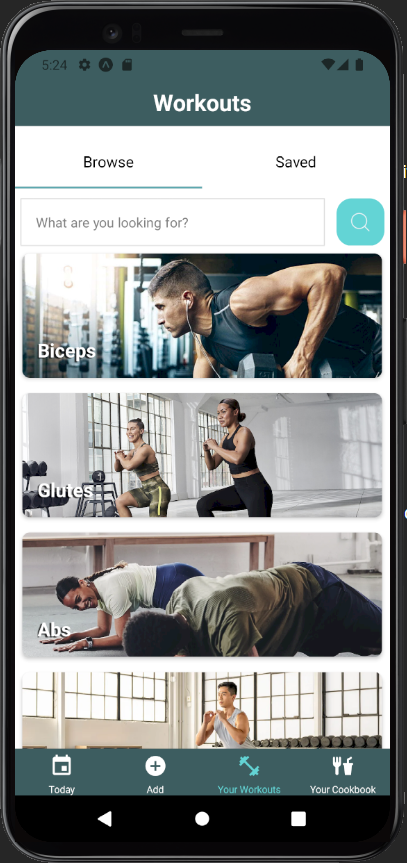 5:24
Workouts
Browse
Saved
What are you looking for?
Biceps
Glutes
Abs
Today
Add
Your Workouts
Your Cookbook